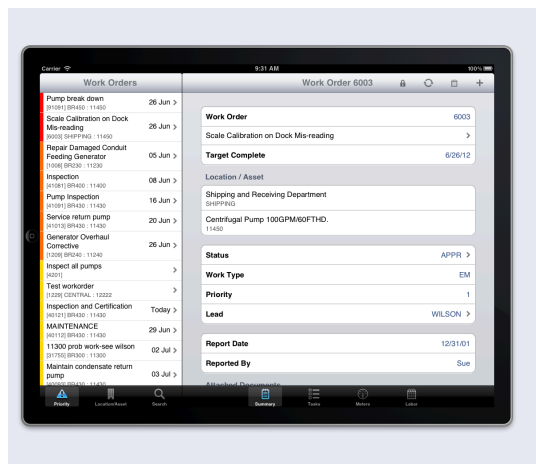 Carrier 9:31 AM 100%
Work Orders
Pump break down
[91091] BR450 : 11450
26 Jun
Scale Calibration on Dock
Mis-reading
[6003] SHIPPING : 11450
26 Jun
Repair Damaged Conduit
Feeding Generator
[1008] BR230 : 11230
05 Jun
Inspection
[41081] BR400 : 11400
08 Jun
Pump Inspection
[41091] BR430 : 11430
16 Jun
Service return pump
[41013] BR430 : 11430
20 Jun
Generator Overhaul
Corrective
[1209] BR240 : 11240
26 Jun
Inspect all pumps
[4201]
Test workorder
[1229] CENTRAL : 12222
Inspection and Certification
[40121] BR430 : 11430
Today
MAINTENANCE
[40112] BR430 : 11430
29 Jun
11300 prob work-see wilson
[31755] BR300 : 11300
02 Jul
Maintain condensate return
pump
03 Jul
Priority
Location/Asset
Search
Work Order 6003
Work Order 6003
Scale Calibration on Dock Mis-reading
Target Complete 6/26/12
Location / Asset
Shipping and Receiving Department
SHIPPING
Centrifugal Pump 100GPM/60FTHD.
11450
Status APPR
Work Type EM
Priority 1
Lead WILSON
Report Date 12/31/01
Reported By Sue
Attached Documents
Summary
Tasks
Meters
Labor